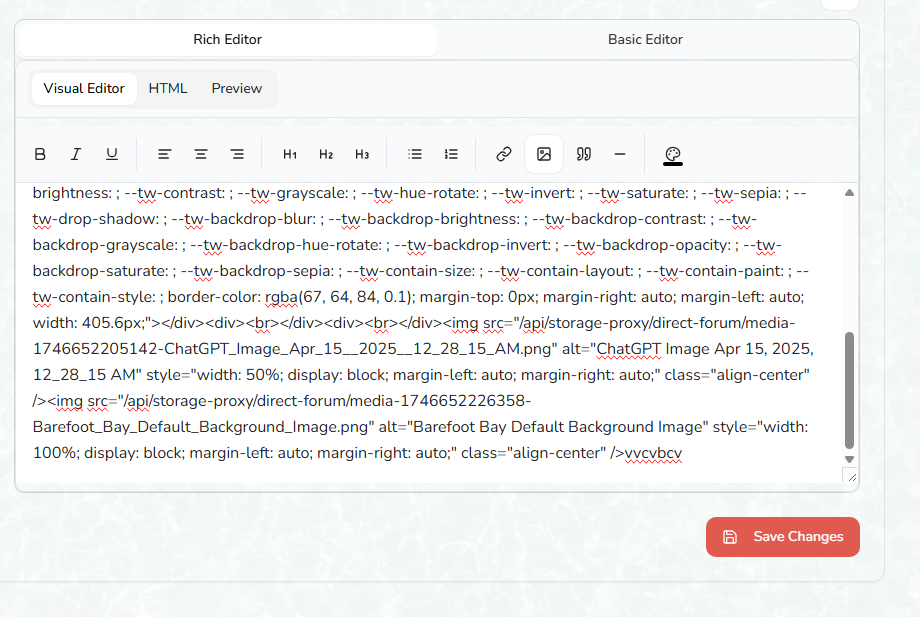 Rich Editor
Basic Editor
Visual Editor
HTML
Preview
B I U H1 H2 H3
brightness: ; --tw-contrast: ; --tw-grayscale: ; --tw-hue-rotate: ; --tw-invert: ; --tw-saturate: ; --tw-sepia: ; --
tw-drop-shadow: ; --tw-backdrop-blur: ; --tw-backdrop-brightness: ; --tw-backdrop-contrast: ; --tw-
backdrop-grayscale: ; --tw-backdrop-hue-rotate: ; --tw-backdrop-invert: ; --tw-backdrop-opacity: ; --tw-
backdrop-saturate: ; --tw-backdrop-sepia: ; --tw-contain-size: ; --tw-contain-layout: ; --tw-contain-paint: ; --
tw-contain-style: ; border-color: rgba(67, 64, 84, 0.1); margin-top: 0px; margin-right: auto; margin-left: auto;
width: 405.6px;"></div><div><br></div><div><br></div><img src="/api/storage-proxy/direct-forum/media-
1746652205142-ChatGPT_Image_Apr_15__2025__12_28_15_AM.png" alt="ChatGPT Image Apr 15, 2025,
12_28_15 AM" style="width: 50%; display: block; margin-left: auto; margin-right: auto;" class="align-center"
/><img src="/api/storage-proxy/direct-forum/media-1746652226358-
Barefoot_Bay_Default_Background_Image.png" alt="Barefoot Bay Default Background Image" style="width:
100%; display: block; margin-left: auto; margin-right: auto;" class="align-center" />vvcvbcv
Save Changes